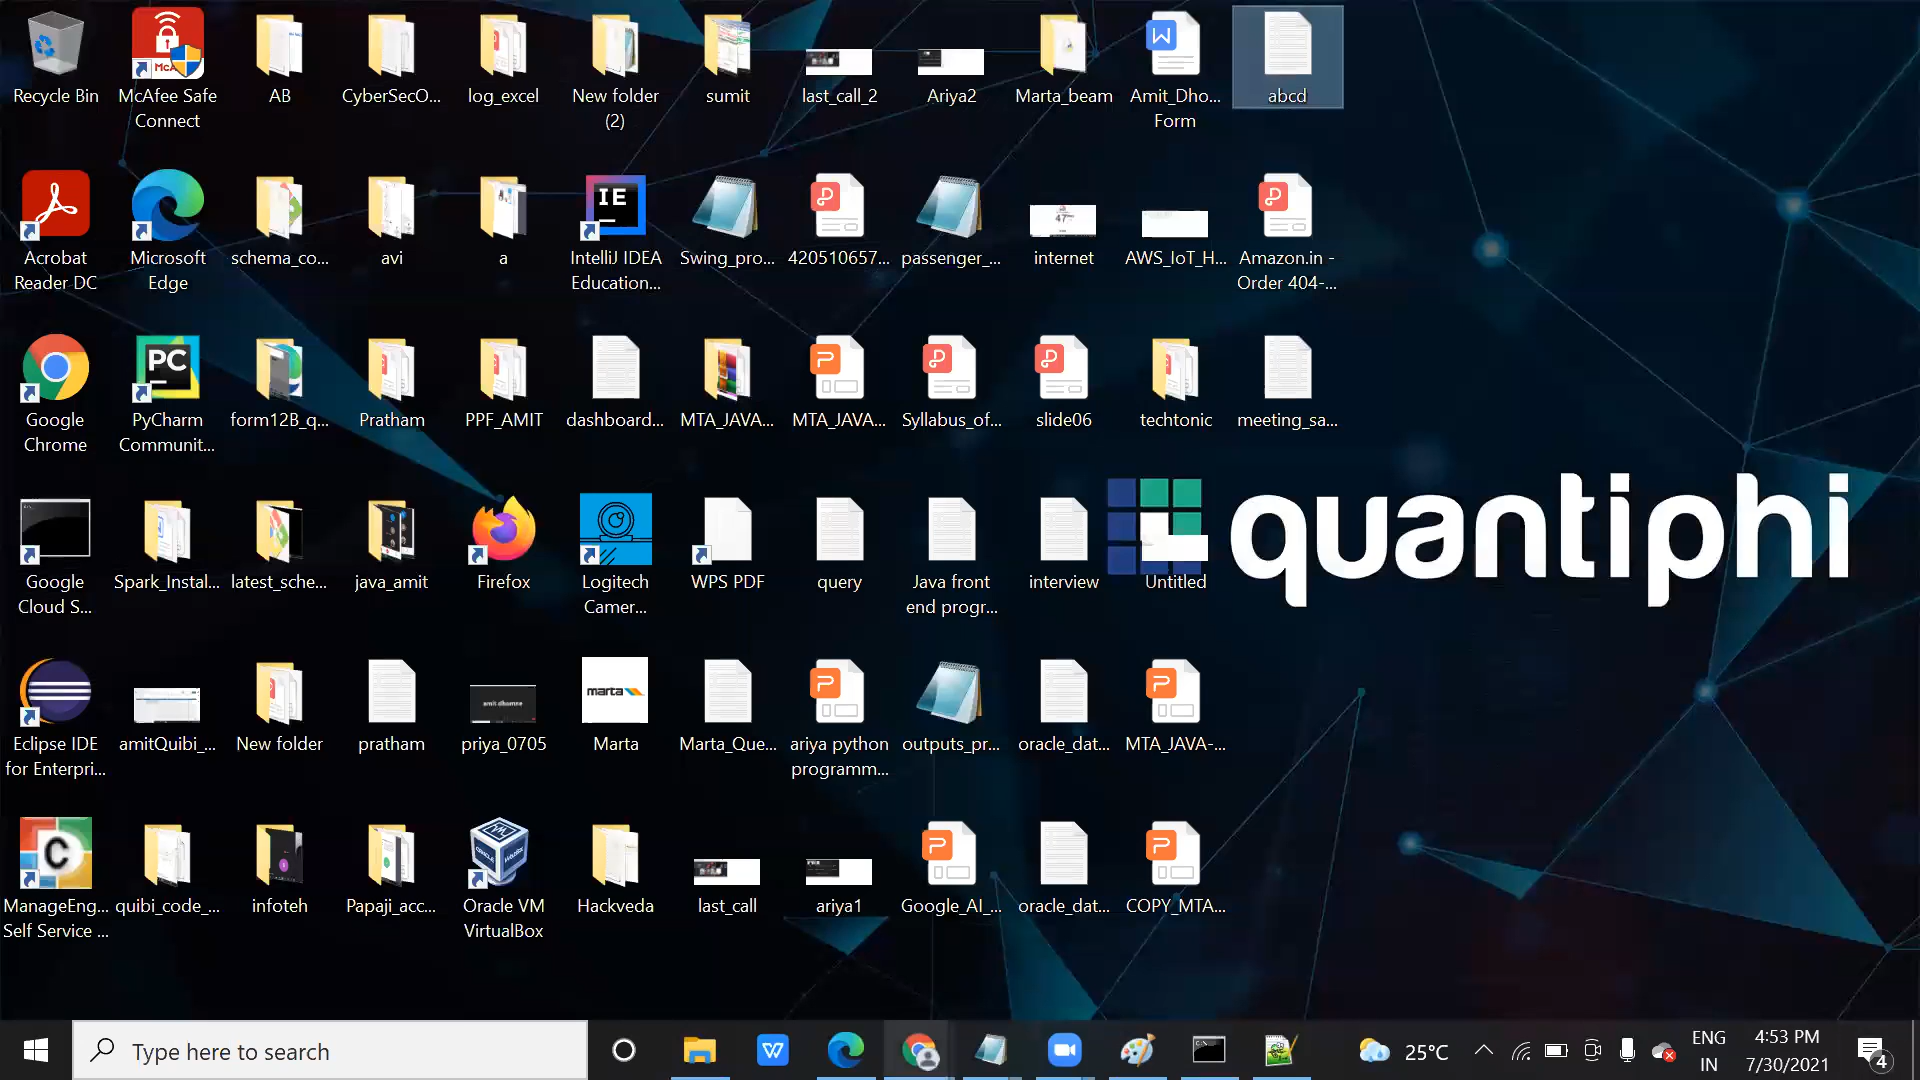 Recycle Bin
McAfee Safe
Connect
AB
CyberSecO...
log_excel
New folder
(2)
sumit
last_call_2
Ariya2
Marta_beam
Amit_Dho...
Form
abcd
Acrobat
Reader DC
Microsoft
Edge
schema_co...
avi
a
IntelliJ IDEA
Education...
Swing_pro...
420510657...
passenger_...
internet
AWS_IoT_H...
Amazon.in -
Order 404-...
Google
Chrome
PyCharm
Communit...
form12B_q...
Pratham
PPF_AMIT
dashboard...
MTA_JAVA...
MTA_JAVA...
Syllabus_of...
slide06
techtonic
meeting_sa...
quantiphi
Google
Cloud S...
Spark_Instal...
latest_sche...
java_amit
Firefox
Logitech
Camer...
WPS PDF
query
Java front
end progr...
interview
Untitled
Eclipse IDE
for Enterpri...
amitQuibi_...
New folder
pratham
priya_0705
marta
Marta
Marta_Que...
ariya python
programm...
outputs_pr...
oracle_dat...
MTA_JAVA-...
ManageEng...
Self Service ...
quibi_code_...
infoteh
Papaji_acc...
Oracle VM
VirtualBox
Hackveda
last_call
ariya1
Google_AI_...
oracle_dat...
COPY_MTA...
Type here to search
25°C
ENG
IN
4:53 PM
7/30/2021
4